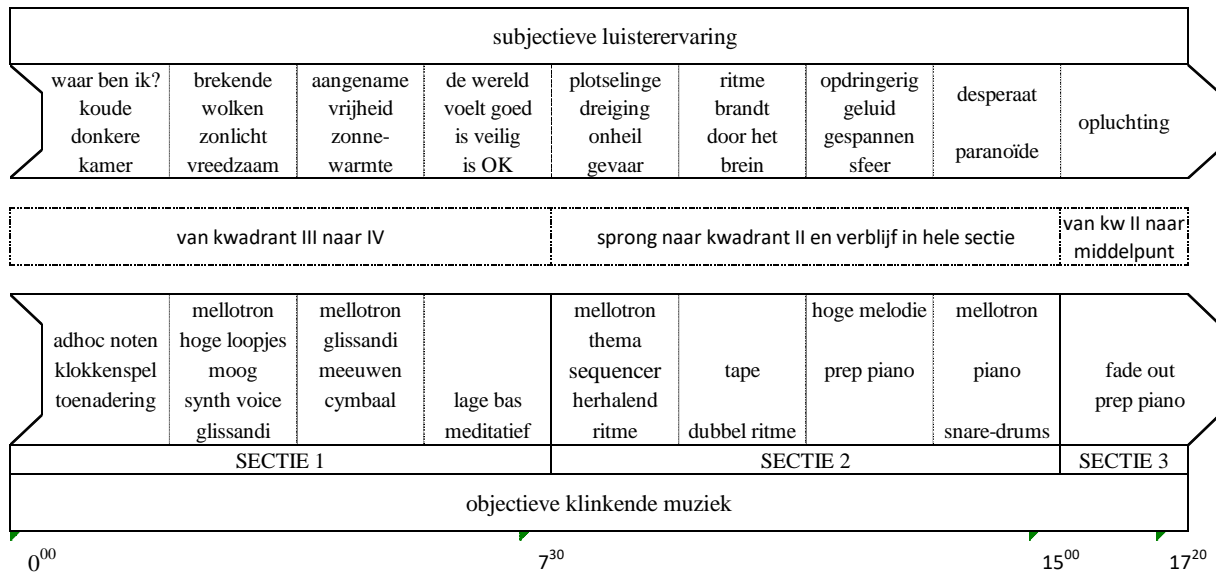 subjectieve luisterervaring
waar ben ik?
koude
donkere
kamer
brekende
wolken
zonlicht
vreedzaam
aangename
vrijheid
zonne-
warmte
de wereld
voelt goed
is veilig
is OK
plotselinge
dreiging
onheil
gevaar
ritme
brandt
door het
brein
opdringerig
geluid
gespannen
sfeer
desperaat
paranoïde
opluchting
van kwadrant III naar IV
sprong naar kwadrant II en verblijf in hele sectie
van kw II naar
middelpunt
adhoc noten
klokkenspel
toenadering
mellotron
hoge loopjes
moog
synth voice
glissandi
mellotron
glissandi
meeuwen
cymbaal
lage bas
meditatief
mellotron
thema
sequencer
herhalend
ritme
tape
dubbel ritme
hoge melodie
prep piano
mellotron
piano
snare-drums
fade out
prep piano
SECTIE 1
SECTIE 2
SECTIE 3
objectieve klinkende muziek
0⁰⁰
7³⁰
15⁰⁰
17²⁰